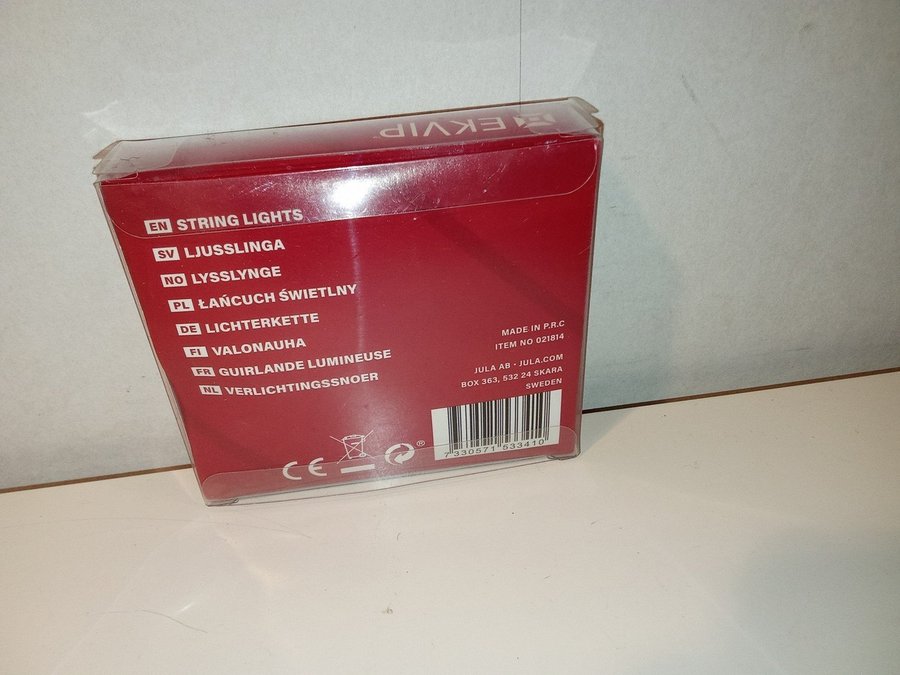 EKVIP
EN STRING LIGHTS
SV LJUSSLINGA
NO LYSSLYNGE
PL ŁAŃCUCH ŚWIETLNY
DE LICHTERKETTE
FI VALONAUHA
FR GUIRLANDE LUMINEUSE
NL VERLICHTINGSSNOER
MADE IN P.R.C
ITEM NO 021814
JULA AB • JULA.COM
BOX 363, 532 24 SKARA
SWEDEN
CE
®
7 330571 533410